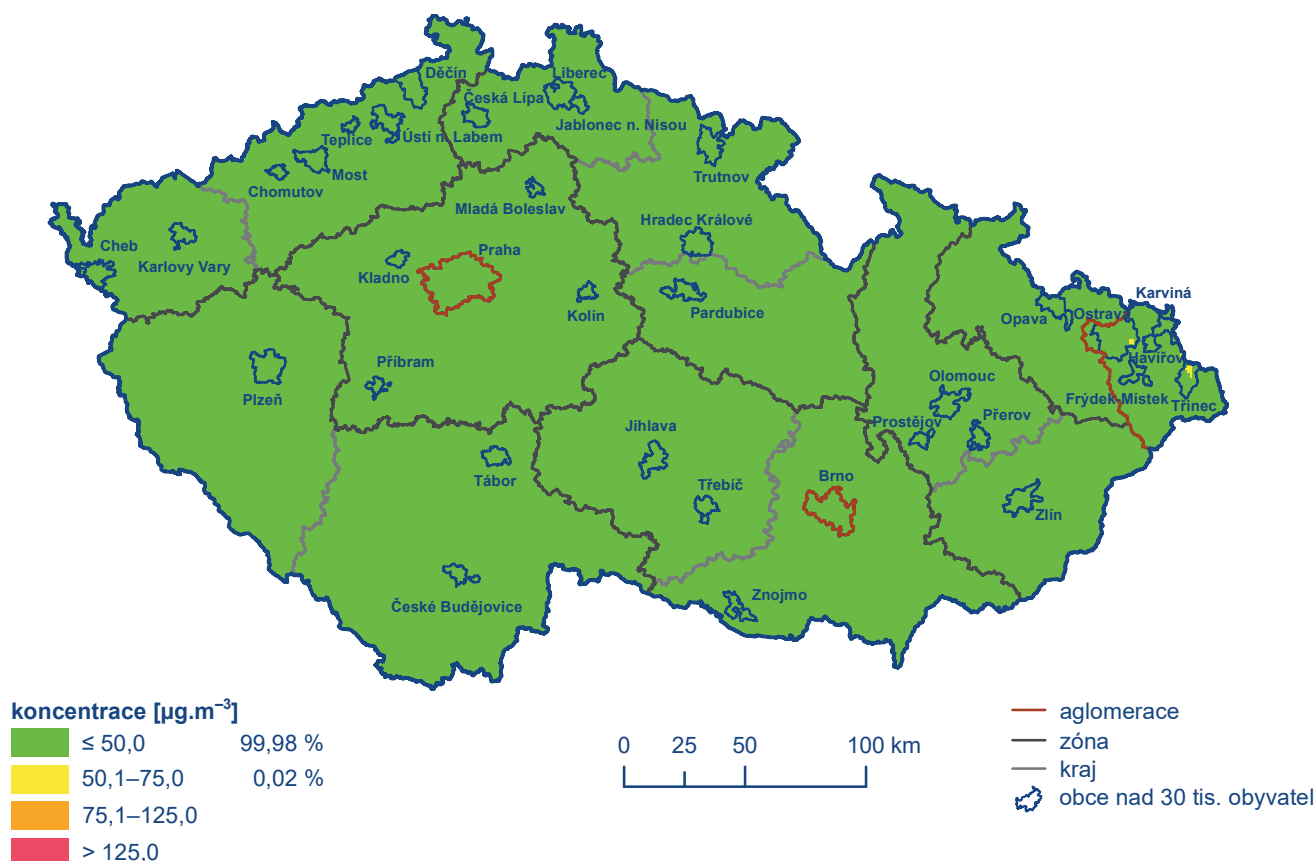 Děčín
Liberec
Česká Lípa
Jablonec n. Nisou
Teplice
Ústí n. Labem
Most
Chomutov
Trutnov
Mladá Boleslav
Hradec Králové
Cheb
Karlovy Vary
Praha
Kladno
Kolín
Pardubice
Karviná
Opava
Ostrava
Havířov
Příbram
Plzeň
Olomouc
Frýdek-Místek
Třinec
Prostějov
Přerov
Jihlava
Tábor
Třebíč
Brno
Zlín
České Budějovice
Znojmo
koncentrace [µg.m⁻³]
≤ 50,0 99,98 %
50,1–75,0 0,02 %
75,1–125,0
> 125,0
0 25 50 100 km
aglomerace
zóna
kraj
obce nad 30 tis. obyvatel